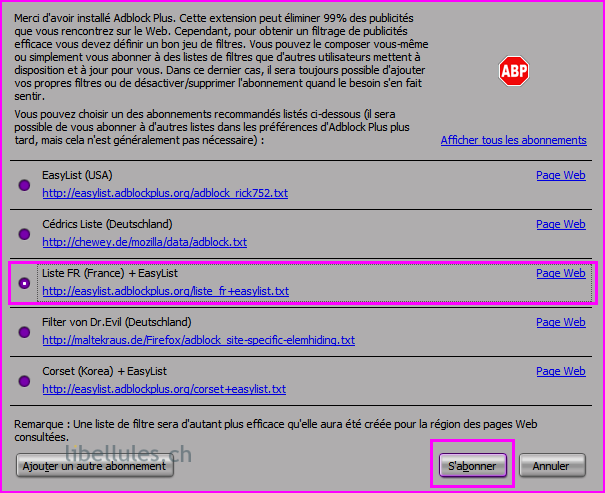 Merci d'avoir installé Adblock Plus. Cette extension peut éliminer 99% des publicités
que vous rencontrez sur le Web. Cependant, pour obtenir un filtrage de publicités
efficace vous devez définir un bon jeu de filtres. Vous pouvez le composer vous-même
ou simplement vous abonner à des listes de filtres que d'autres utilisateurs mettent à
disposition et à jour pour vous. Dans ce dernier cas, il sera toujours possible d'ajouter
vos propres filtres ou de désactiver/supprimer l'abonnement quand le besoin s'en fait
sentir.
ABP
Vous pouvez choisir un des abonnements recommandés listés ci-dessous (il sera
possible de vous abonner à d'autres listes dans les préférences d'Adblock Plus plus
tard, mais cela n'est généralement pas nécessaire) :
Afficher tous les abonnements
EasyList (USA)
Page Web
http://easylist.adblockplus.org/adblock_rick752.txt
Cédrics Liste (Deutschland)
Page Web
http://chewey.de/mozilla/data/adblock.txt
Liste FR (France) + EasyList
Page Web
http://easylist.adblockplus.org/liste_fr+easylist.txt
Filter von Dr.Evil (Deutschland)
Page Web
http://maltekraus.de/Firefox/adblock_site-specific-elemhiding.txt
Corset (Korea) + EasyList
Page Web
http://easylist.adblockplus.org/corset+easylist.txt
Remarque : Une liste de filtre sera d'autant plus efficace qu'elle aura été créée pour la région des pages Web
consultées.
libellules.ch
Ajouter un autre abonnement
S'abonner
Annuler